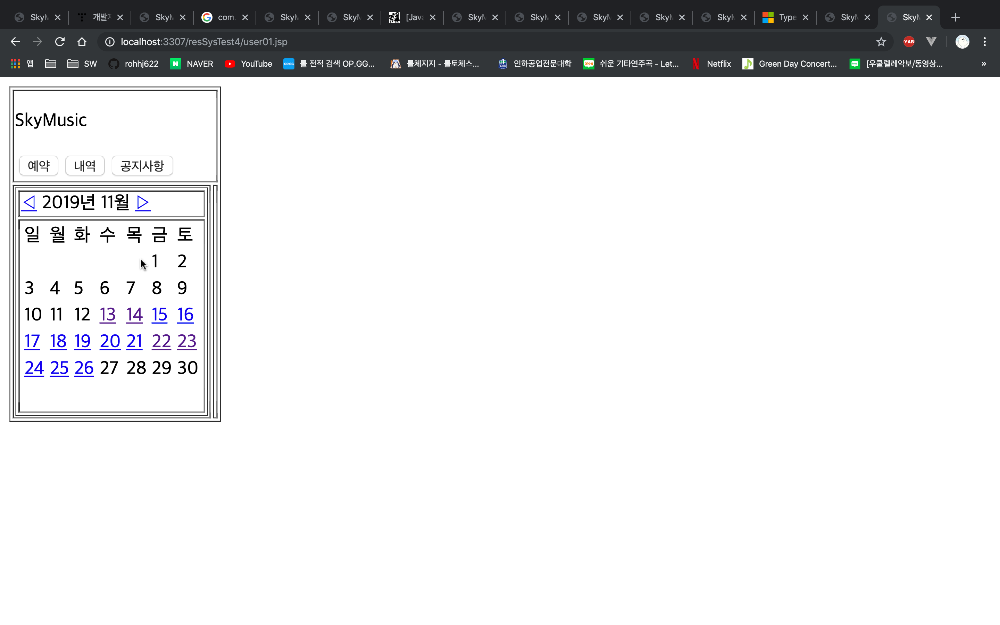 SkyM 개발자 SkyM com. SkyM SkyM [Java SkyM SkyM SkyM SkyM SkyM Type SkyM SkyM
localhost:3307/resSysTest4/user01.jsp
YAB
앱 SW rohhj622 NAVER YouTube 롤 전적 검색 OP.GG... 롤체지지 - 롤토체스... 인하공업전문대학 쉬운 기타연주곡 - Let... Netflix Green Day Concert... [우쿨렐레악보/동영상... »
SkyMusic
예약 내역 공지사항
◁ 2019년 11월 ▷
일 월 화 수 목 금 토
1 2
3 4 5 6 7 8 9
10 11 12 13 14 15 16
17 18 19 20 21 22 23
24 25 26 27 28 29 30